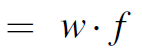 = w · f